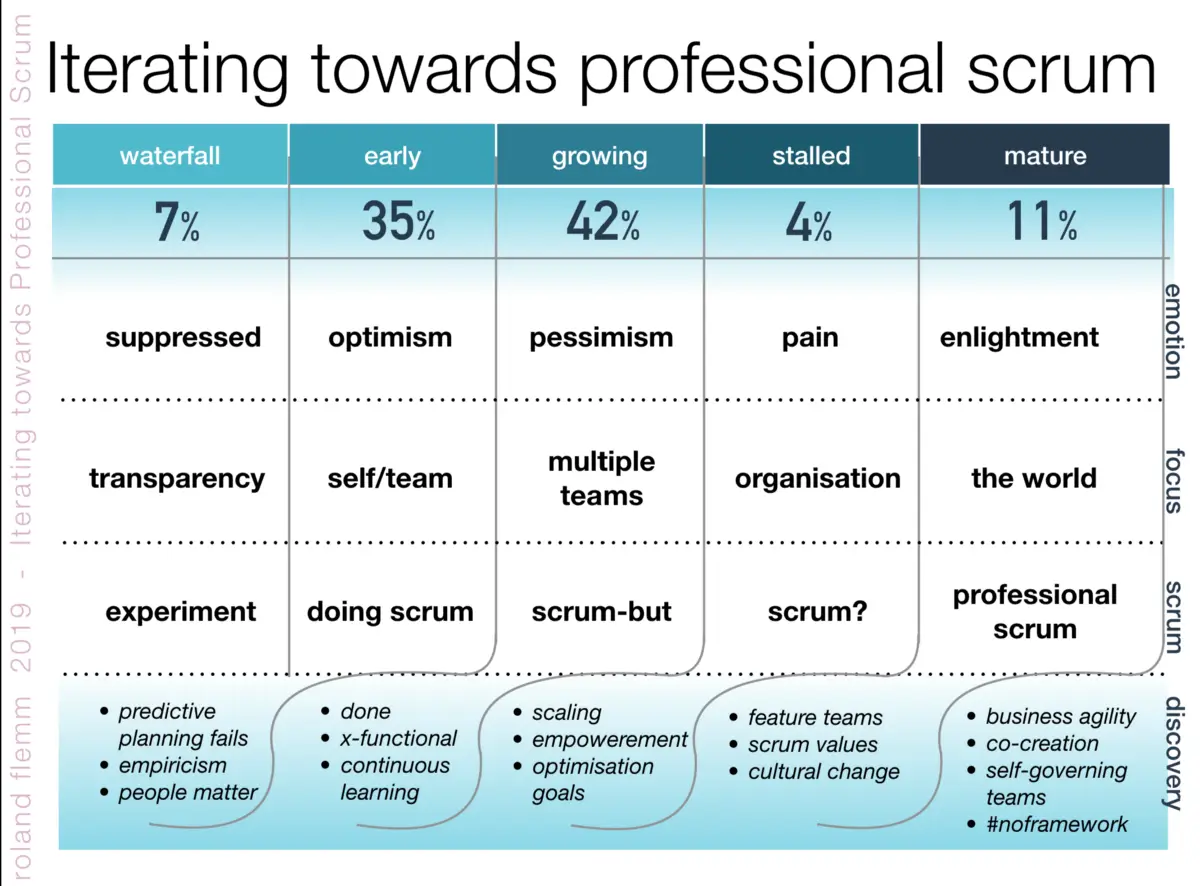 Iterating towards professional scrum
waterfall early growing stalled mature
7% 35% 42% 4% 11%
emotion
suppressed optimism pessimism pain enlightment
focus
transparency self/team multiple teams organisation the world
scrum
experiment doing scrum scrum-but scrum? professional scrum
discovery
• predictive
planning fails
• empiricism
• people matter
• done
• x-functional
• continuous
learning
• scaling
• empowerement
• optimisation
goals
• feature teams
• scrum values
• cultural change
• business agility
• co-creation
• self-governing
teams
• #noframework
roland flemm 2019 - Iterating towards Professional Scrum